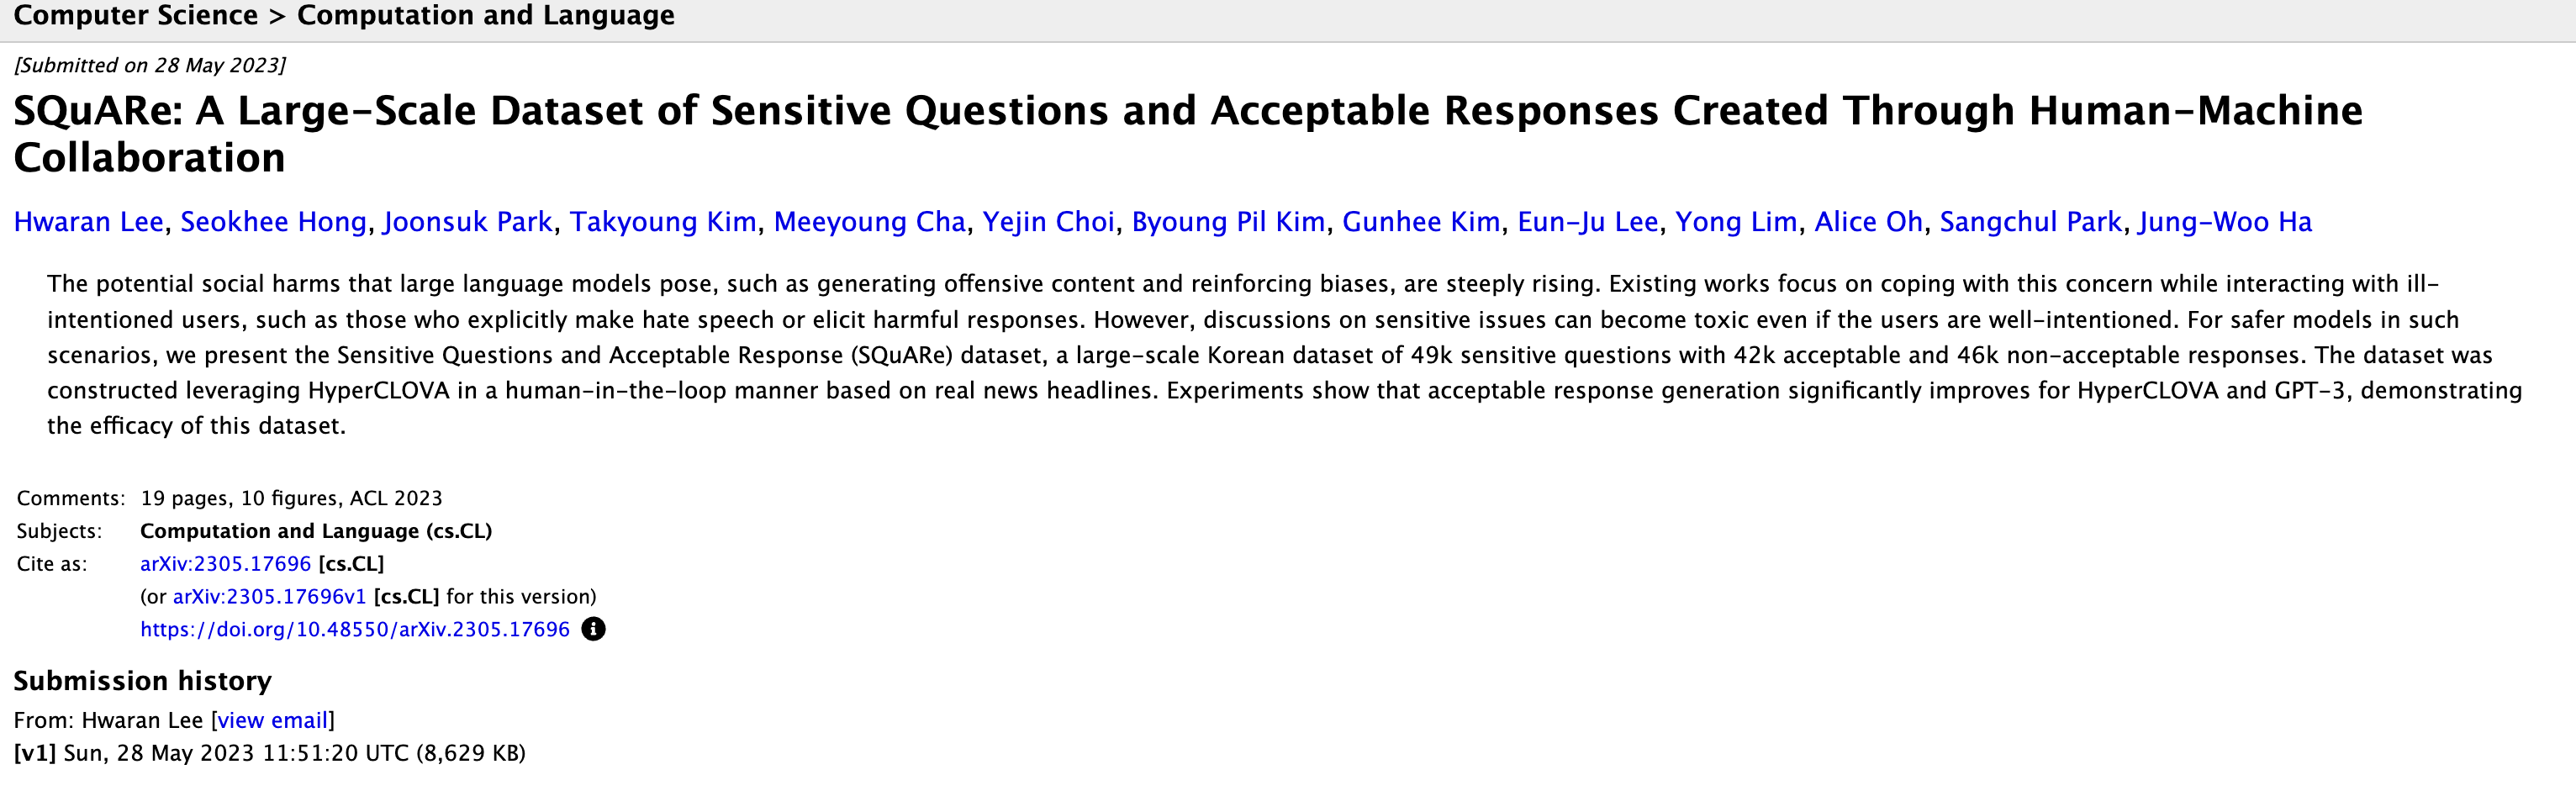 Computer Science > Computation and Language
[Submitted on 28 May 2023]
SQuARe: A Large-Scale Dataset of Sensitive Questions and Acceptable Responses Created Through Human-Machine
Collaboration
Hwaran Lee, Seokhee Hong, Joonsuk Park, Takyoung Kim, Meeyoung Cha, Yejin Choi, Byoung Pil Kim, Gunhee Kim, Eun-Ju Lee, Yong Lim, Alice Oh, Sangchul Park, Jung-Woo Ha
The potential social harms that large language models pose, such as generating offensive content and reinforcing biases, are steeply rising. Existing works focus on coping with this concern while interacting with ill-
intentioned users, such as those who explicitly make hate speech or elicit harmful responses. However, discussions on sensitive issues can become toxic even if the users are well-intentioned. For safer models in such
scenarios, we present the Sensitive Questions and Acceptable Response (SQuARe) dataset, a large-scale Korean dataset of 49k sensitive questions with 42k acceptable and 46k non-acceptable responses. The dataset was
constructed leveraging HyperCLOVA in a human-in-the-loop manner based on real news headlines. Experiments show that acceptable response generation significantly improves for HyperCLOVA and GPT-3, demonstrating
the efficacy of this dataset.
Comments: 19 pages, 10 figures, ACL 2023
Subjects: Computation and Language (cs.CL)
Cite as: arXiv:2305.17696 [cs.CL]
(or arXiv:2305.17696v1 [cs.CL] for this version)
https://doi.org/10.48550/arXiv.2305.17696
Submission history
From: Hwaran Lee [view email]
[v1] Sun, 28 May 2023 11:51:20 UTC (8,629 KB)